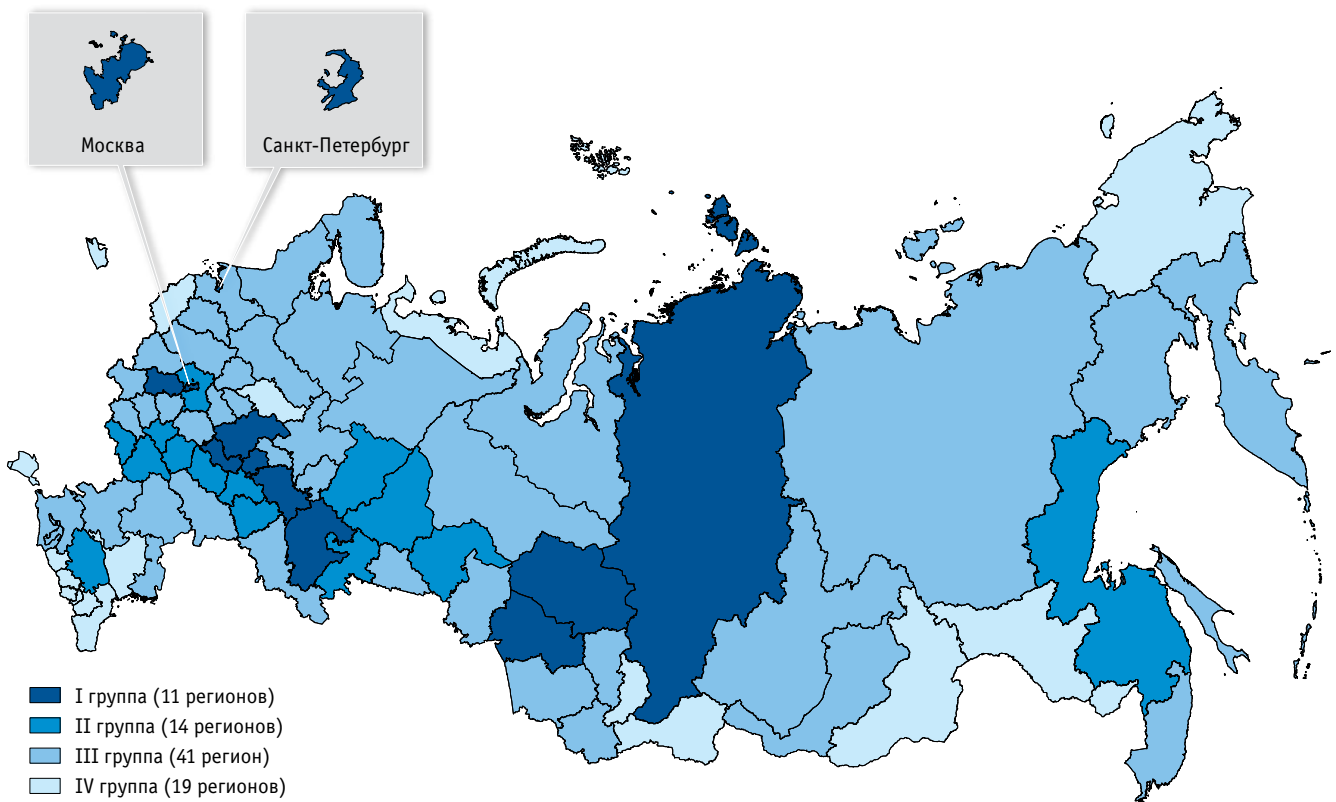 Москва
Санкт-Петербург
I группа (11 регионов)
II группа (14 регионов)
III группа (41 регион)
IV группа (19 регионов)